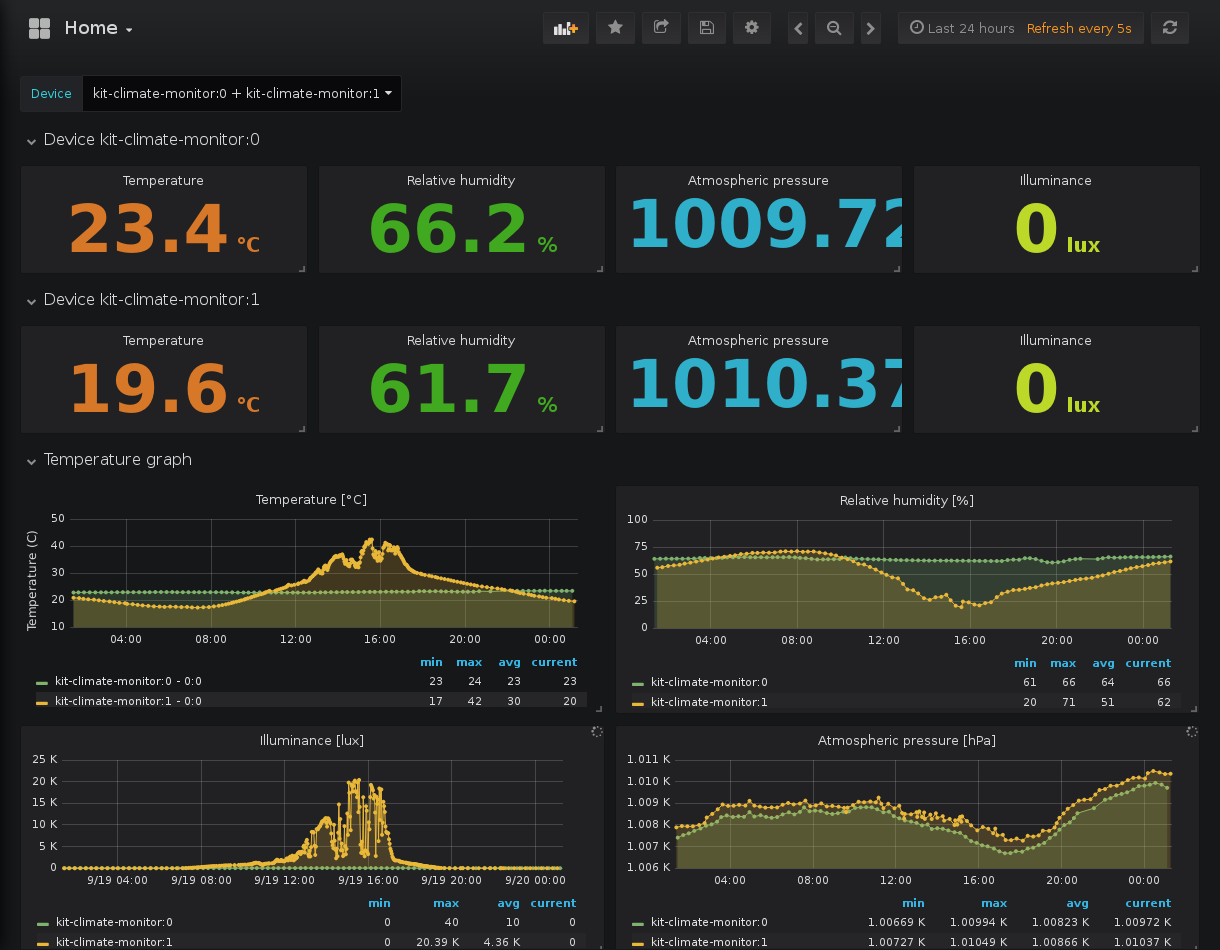 Home
Last 24 hours Refresh every 5s
Device kit-climate-monitor:0 + kit-climate-monitor:1
Device kit-climate-monitor:0
Temperature Relative humidity Atmospheric pressure Illuminance
23.4 °C 66.2 % 1009.72 0 lux
Device kit-climate-monitor:1
Temperature Relative humidity Atmospheric pressure Illuminance
19.6 °C 61.7 % 1010.37 0 lux
Temperature graph
Temperature [°C]
Temperature (C)
50
40
30
20
10
04:00 08:00 12:00 16:00 20:00 00:00
min max avg current
kit-climate-monitor:0 - 0:0 23 24 23 23
kit-climate-monitor:1 - 0:0 17 42 30 20
Relative humidity [%]
100
75
50
25
0
04:00 08:00 12:00 16:00 20:00 00:00
min max avg current
kit-climate-monitor:0 61 66 64 66
kit-climate-monitor:1 20 71 51 62
Illuminance [lux]
25 K
20 K
15 K
10 K
5 K
0
9/19 04:00 9/19 08:00 9/19 12:00 9/19 16:00 9/19 20:00 9/20 00:00
min max avg current
kit-climate-monitor:0 0 40 10 0
kit-climate-monitor:1 0 20.39 K 4.36 K 0
Atmospheric pressure [hPa]
1.011 K
1.010 K
1.009 K
1.008 K
1.007 K
1.006 K
04:00 08:00 12:00 16:00 20:00 00:00
min max avg current
kit-climate-monitor:0 1.00669 K 1.00994 K 1.00823 K 1.00972 K
kit-climate-monitor:1 1.00727 K 1.01049 K 1.00866 K 1.01037 K